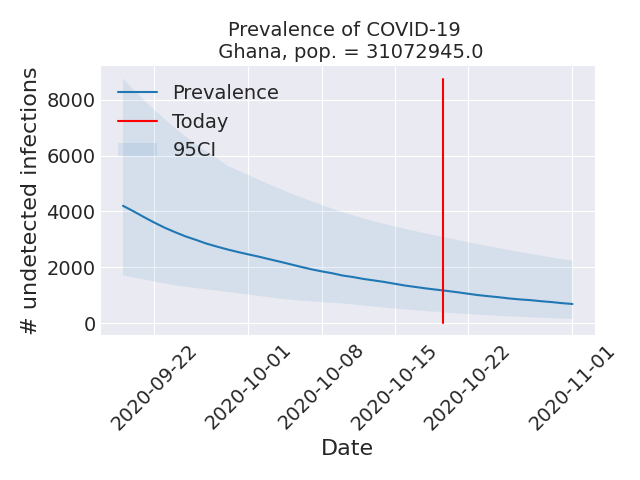 Prevalence of COVID-19
Ghana, pop. = 31072945.0
# undetected infections
8000
6000
4000
2000
0
Prevalence
Today
95CI
2020-09-22
2020-10-01
2020-10-08
2020-10-15
2020-10-22
2020-11-01
Date